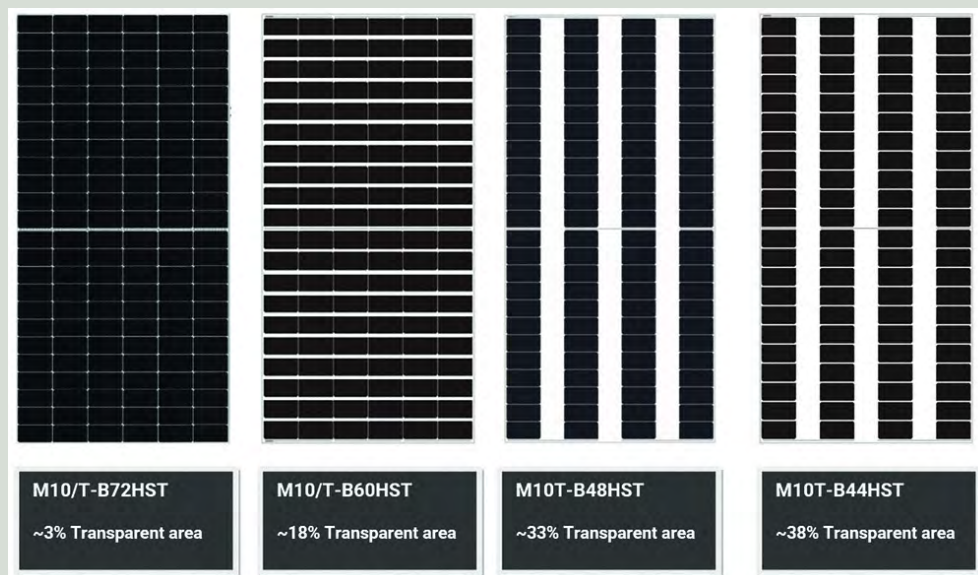 M10/T-B72HST
~3% Transparent area
M10/T-B60HST
~18% Transparent area
M10T-B48HST
~33% Transparent area
M10T-B44HST
~38% Transparent area